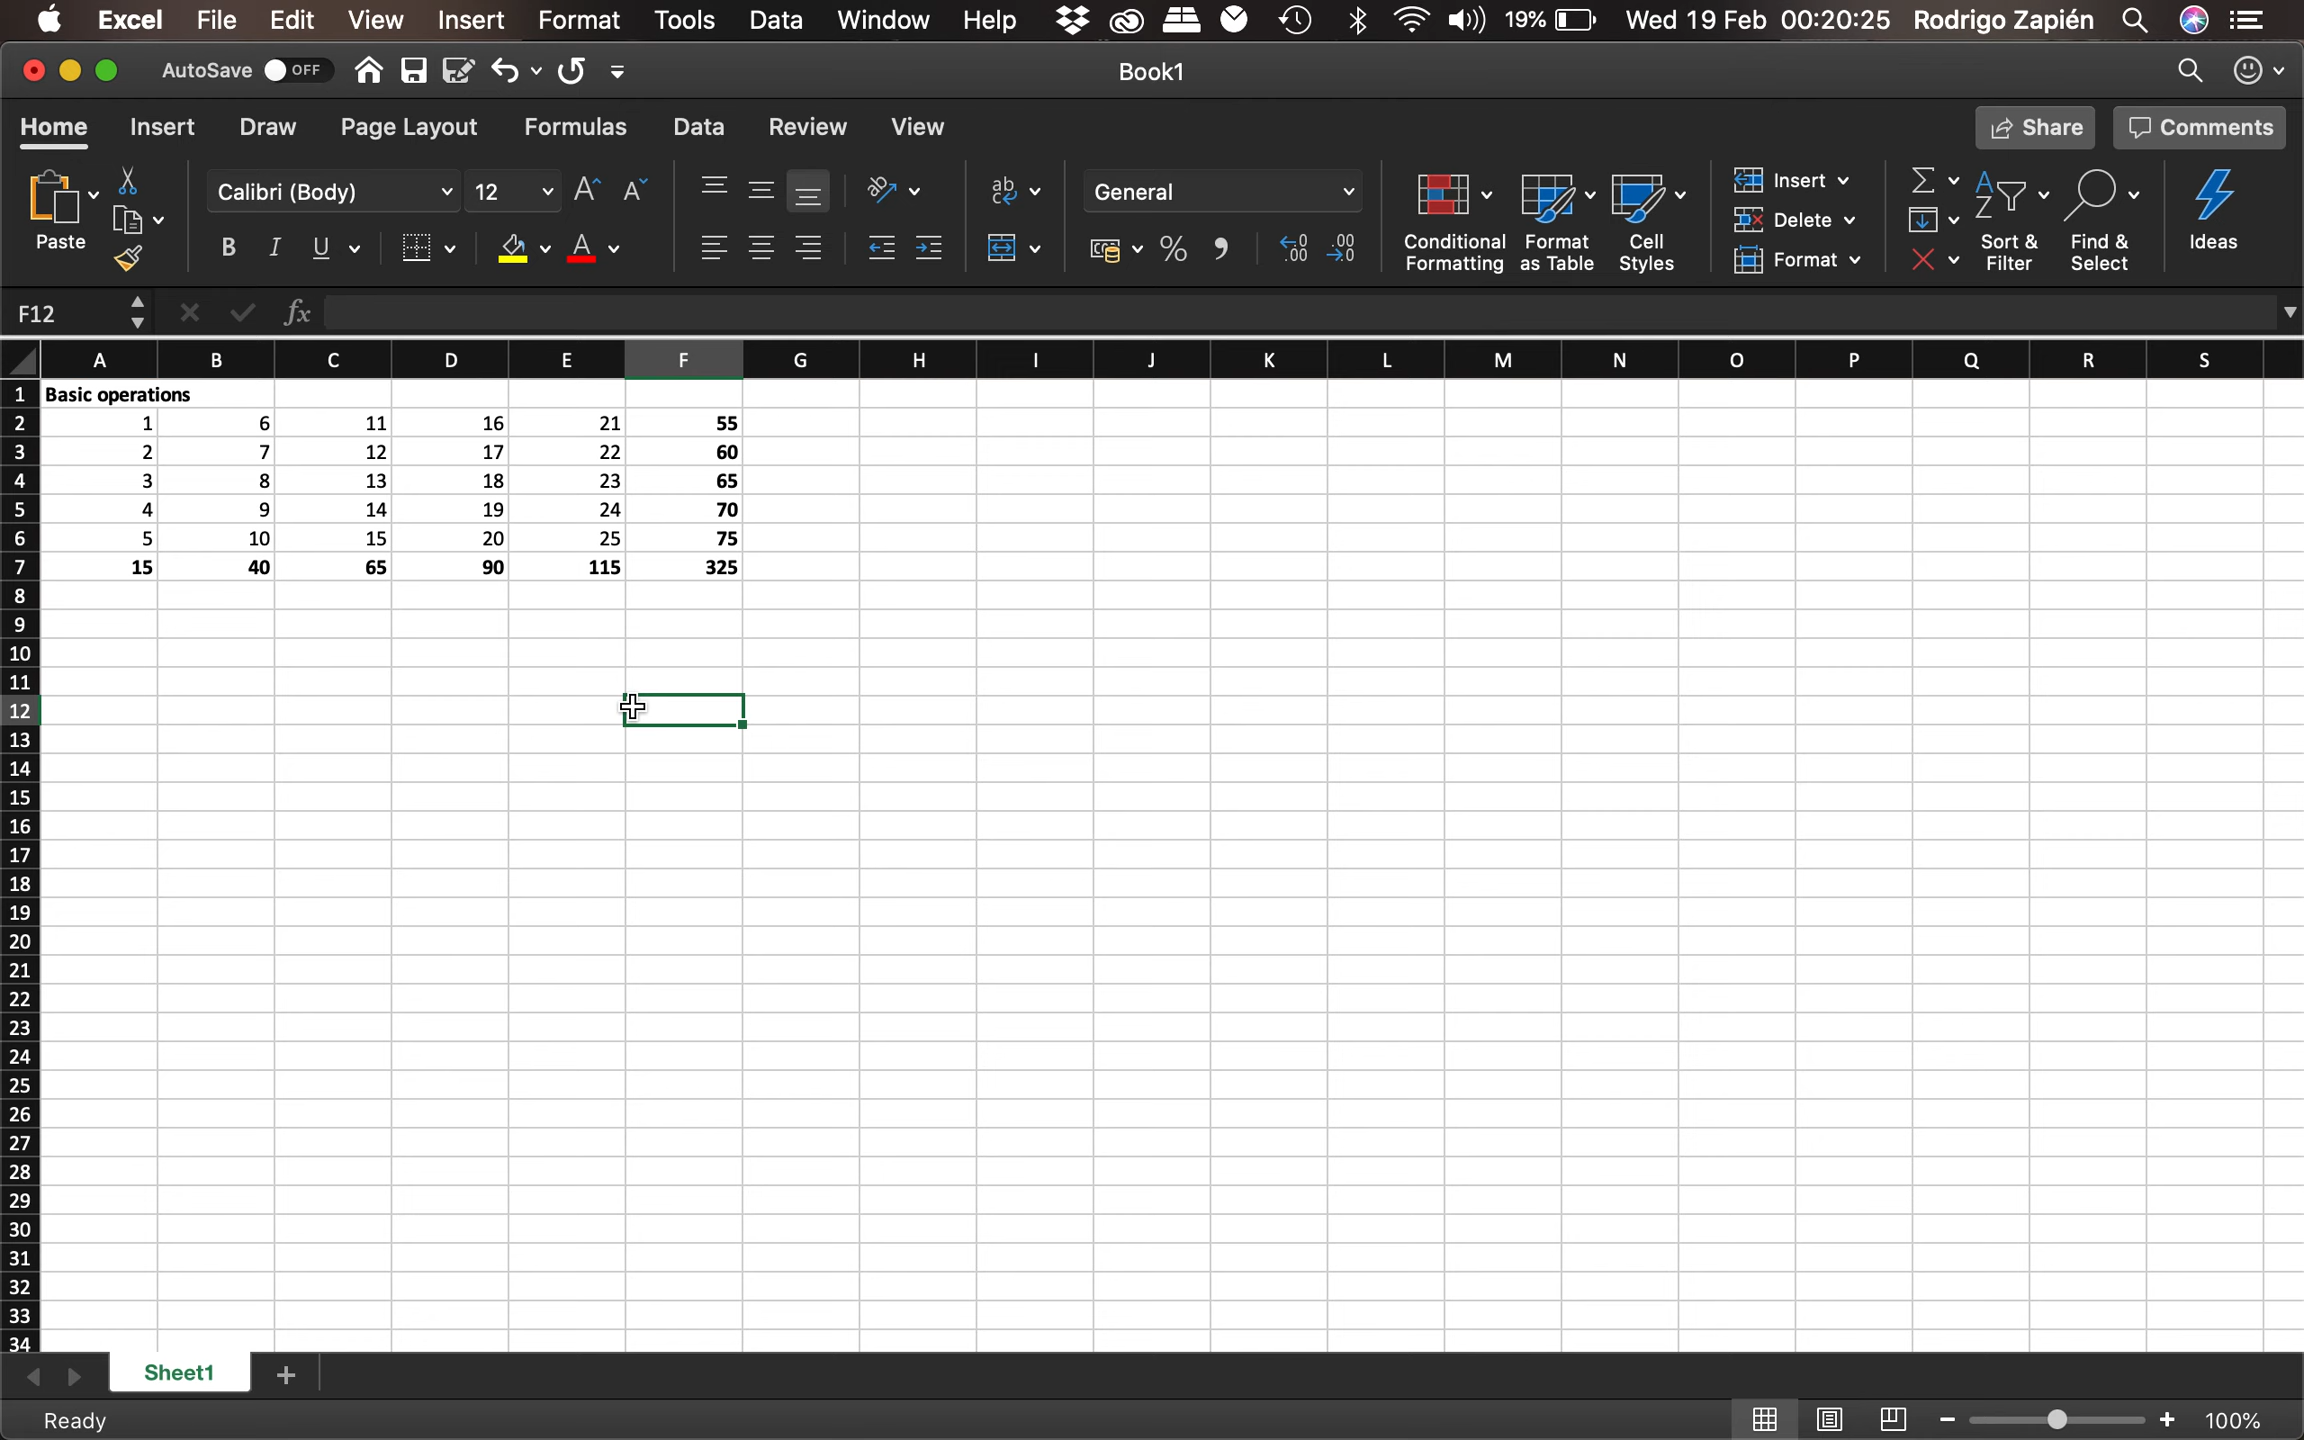 Excel File Edit View Insert Format Tools Data Window Help 19% Wed 19 Feb 00:20:25 Rodrigo Zapién
AutoSave OFF Book1
Home Insert Draw Page Layout Formulas Data Review View Share Comments
Paste Calibri (Body) 12 General Conditional Formatting Format as Table Cell Styles Insert Delete Format Sort & Filter Find & Select Ideas
F12 fx
A B C D E F G H I J K L M N O P Q R S
1 Basic operations
2 1 6 11 16 21 55
3 2 7 12 17 22 60
4 3 8 13 18 23 65
5 4 9 14 19 24 70
6 5 10 15 20 25 75
7 15 40 65 90 115 325
8
9
10
11
12
13
14
15
16
17
18
19
20
21
22
23
24
25
26
27
28
29
30
31
32
33
34
Sheet1 +
Ready 100%